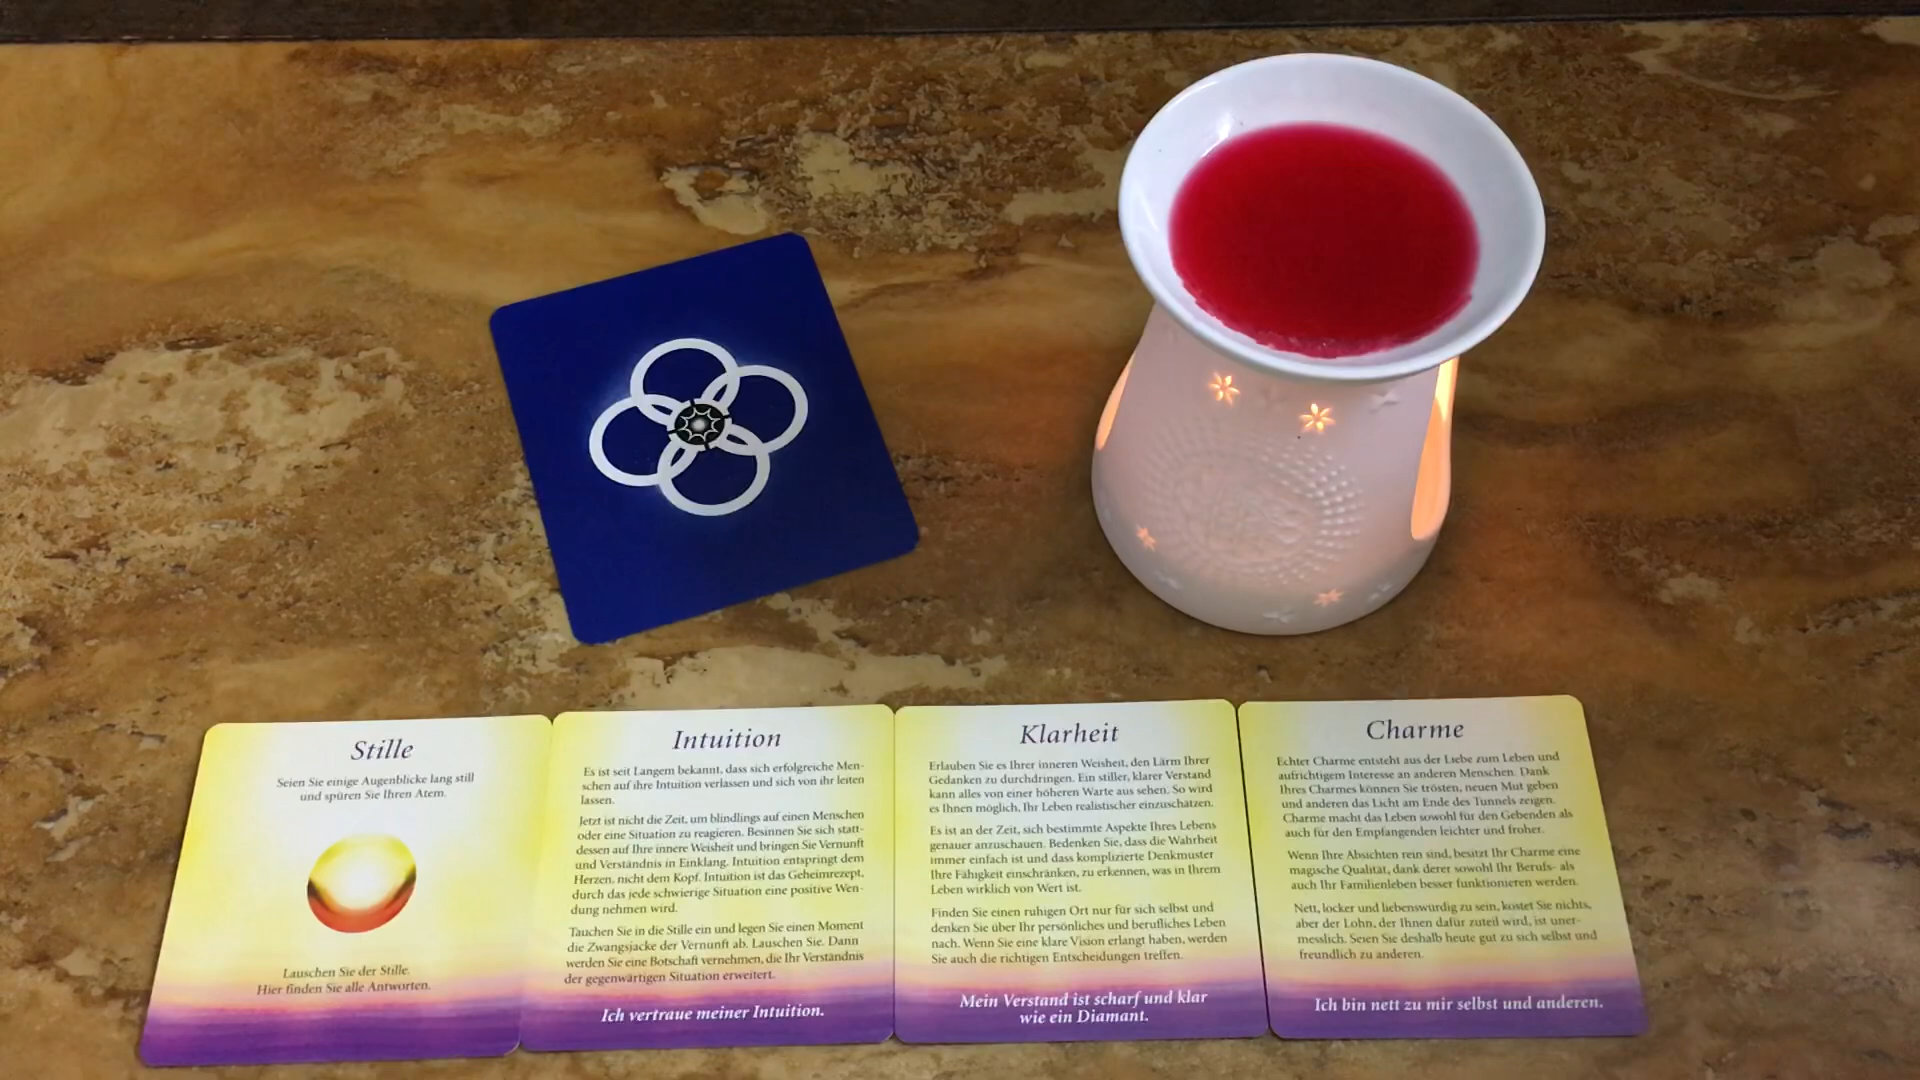 Stille
Seien Sie einige Augenblicke lang still
und spüren Sie Ihren Atem.
Lauschen Sie der Stille.
Hier finden Sie alle Antworten.
Intuition
Es ist seit Langem bekannt, dass sich erfolgreiche Men-
schen auf ihre Intuition verlassen und sich von ihr leiten
lassen.
Jetzt ist nicht die Zeit, um blindlings auf einen Menschen
oder eine Situation zu reagieren. Besinnen Sie sich statt-
dessen auf Ihre innere Weisheit und bringen Sie Vernunft
und Verständnis in Einklang. Intuition entspringt dem
Herzen, nicht dem Kopf. Intuition ist das Geheimrezept,
durch das jede schwierige Situation eine positive Wen-
dung nehmen wird.
Tauchen Sie in die Stille ein und legen Sie einen Moment
die Zwangsjacke der Vernunft ab. Lauschen Sie. Dann
werden Sie eine Botschaft vernehmen, die Ihr Verständnis
der gegenwärtigen Situation erweitert.
Ich vertraue meiner Intuition.
Klarheit
Erlauben Sie es Ihrer inneren Weisheit, den Lärm Ihrer
Gedanken zu durchdringen. Ein stiller, klarer Verstand
kann alles von einer höheren Warte aus sehen. So wird
es Ihnen möglich, Ihr Leben realistischer einzuschätzen.
Es ist an der Zeit, sich bestimmte Aspekte Ihres Lebens
genauer anzuschauen. Bedenken Sie, dass die Wahrheit
immer einfach ist und dass komplizierte Denkmuster
Ihre Fähigkeit einschränken, zu erkennen, was in Ihrem
Leben wirklich von Wert ist.
Finden Sie einen ruhigen Ort nur für sich selbst und
denken Sie über Ihr persönliches und berufliches Leben
nach. Wenn Sie eine klare Vision erlangt haben, werden
Sie auch die richtigen Entscheidungen treffen.
Mein Verstand ist scharf und klar
wie ein Diamant.
Charme
Echter Charme entsteht aus der Liebe zum Leben und
aufrichtigem Interesse an anderen Menschen. Dank
Ihres Charmes können Sie trösten, neuen Mut geben
und anderen das Licht am Ende des Tunnels zeigen.
Charme macht das Leben sowohl für den Gebenden als
auch für den Empfangenden leichter und froher.
Wenn Ihre Absichten rein sind, besitzt Ihr Charme eine
magische Qualität, dank derer sowohl Ihr Berufs- als
auch Ihr Familienleben besser funktionieren werden.
Nett, locker und liebenswürdig zu sein, kostet Sie nichts,
aber der Lohn, der Ihnen dafür zuteil wird, ist uner-
messlich. Seien Sie deshalb heute gut zu sich selbst und
freundlich zu anderen.
Ich bin nett zu mir selbst und anderen.